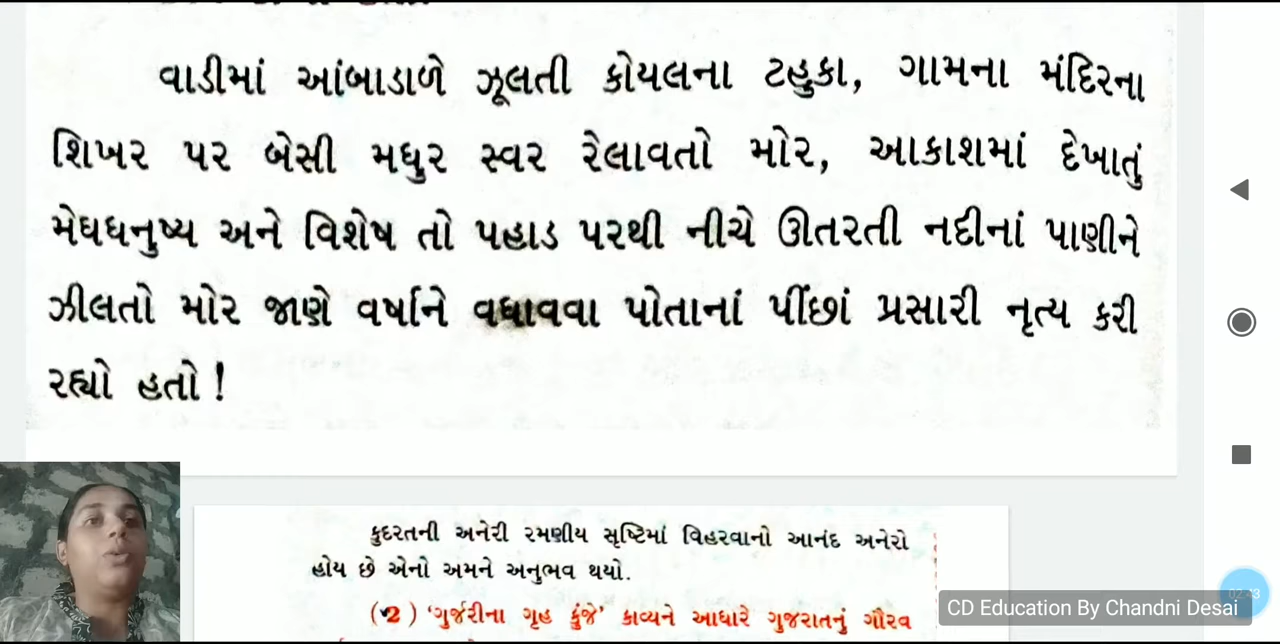 વાડીમાં આંબાડાળે ઝૂલતી કોયલના ટહુકા, ગામના મંદિરના
શિખર પર બેસી મધુર સ્વર રેલાવતો મોર, આકાશમાં દેખાતું
મેઘધનુષ્ય અને વિશેષ તો પહાડ પરથી નીચે ઊતરતી નદીનાં પાણીને
ઝીલતો મોર જાણે વર્ષાને વધાવવા પોતાનાં પીંછાં પ્રસારી નૃત્ય કરી
રહ્યો હતો !
કુદરતની અનેરી રમણીય સૃષ્ટિમાં વિહરવાનો આનંદ અનેરો
હોય છે એનો અમને અનુભવ થયો.
(2) 'ગુર્જરીના ગૃહ કુંજે' કાવ્યને આધારે ગુજરાતનું ગૌરવ
CD Education By Chandni Desai